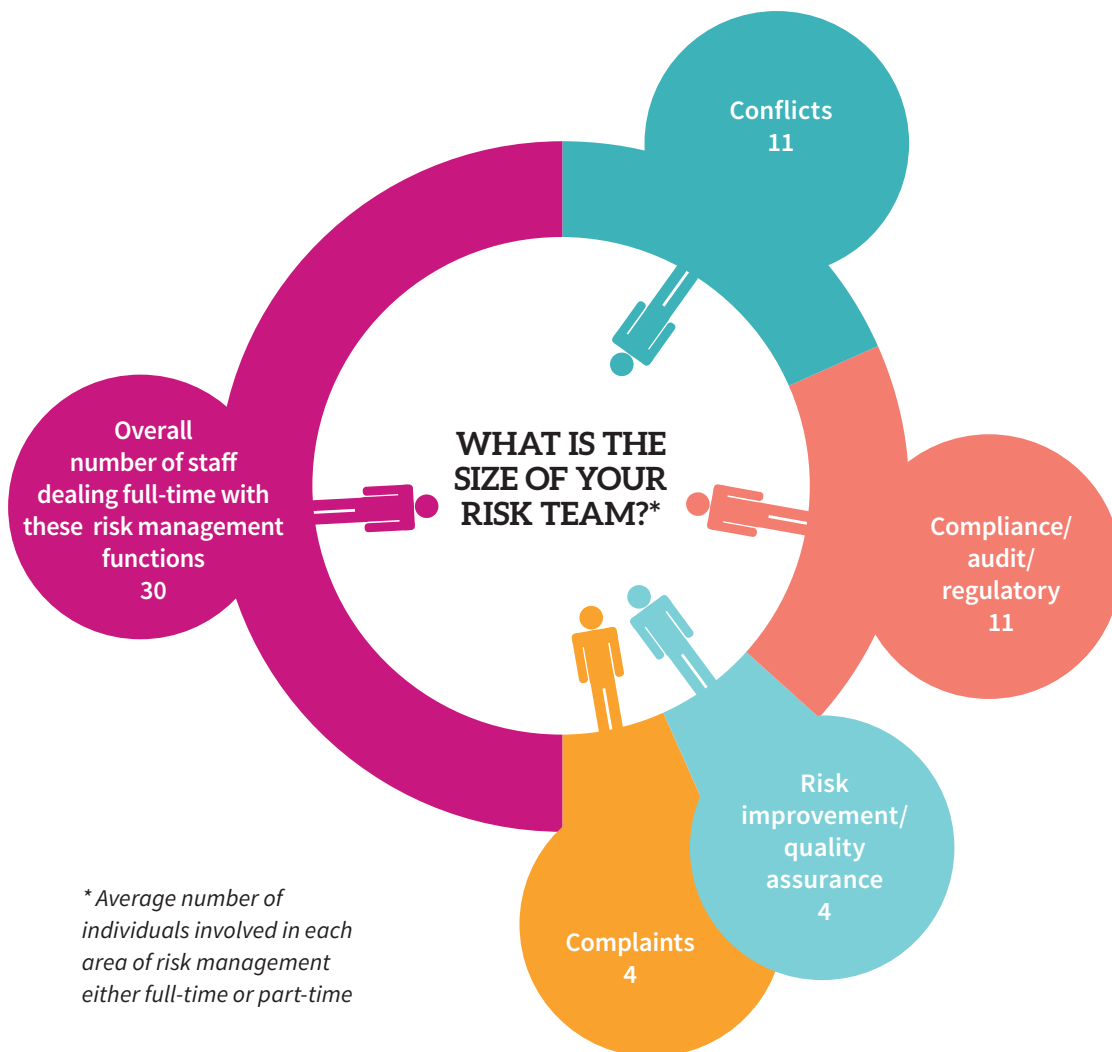 Conflicts
11
WHAT IS THE
SIZE OF YOUR
RISK TEAM?*
Overall
number of staff
dealing full-time with
these risk management
functions
30
Compliance/
audit/
regulatory
11
Risk
improvement/
quality
assurance
4
Complaints
4
* Average number of
individuals involved in each
area of risk management
either full-time or part-time